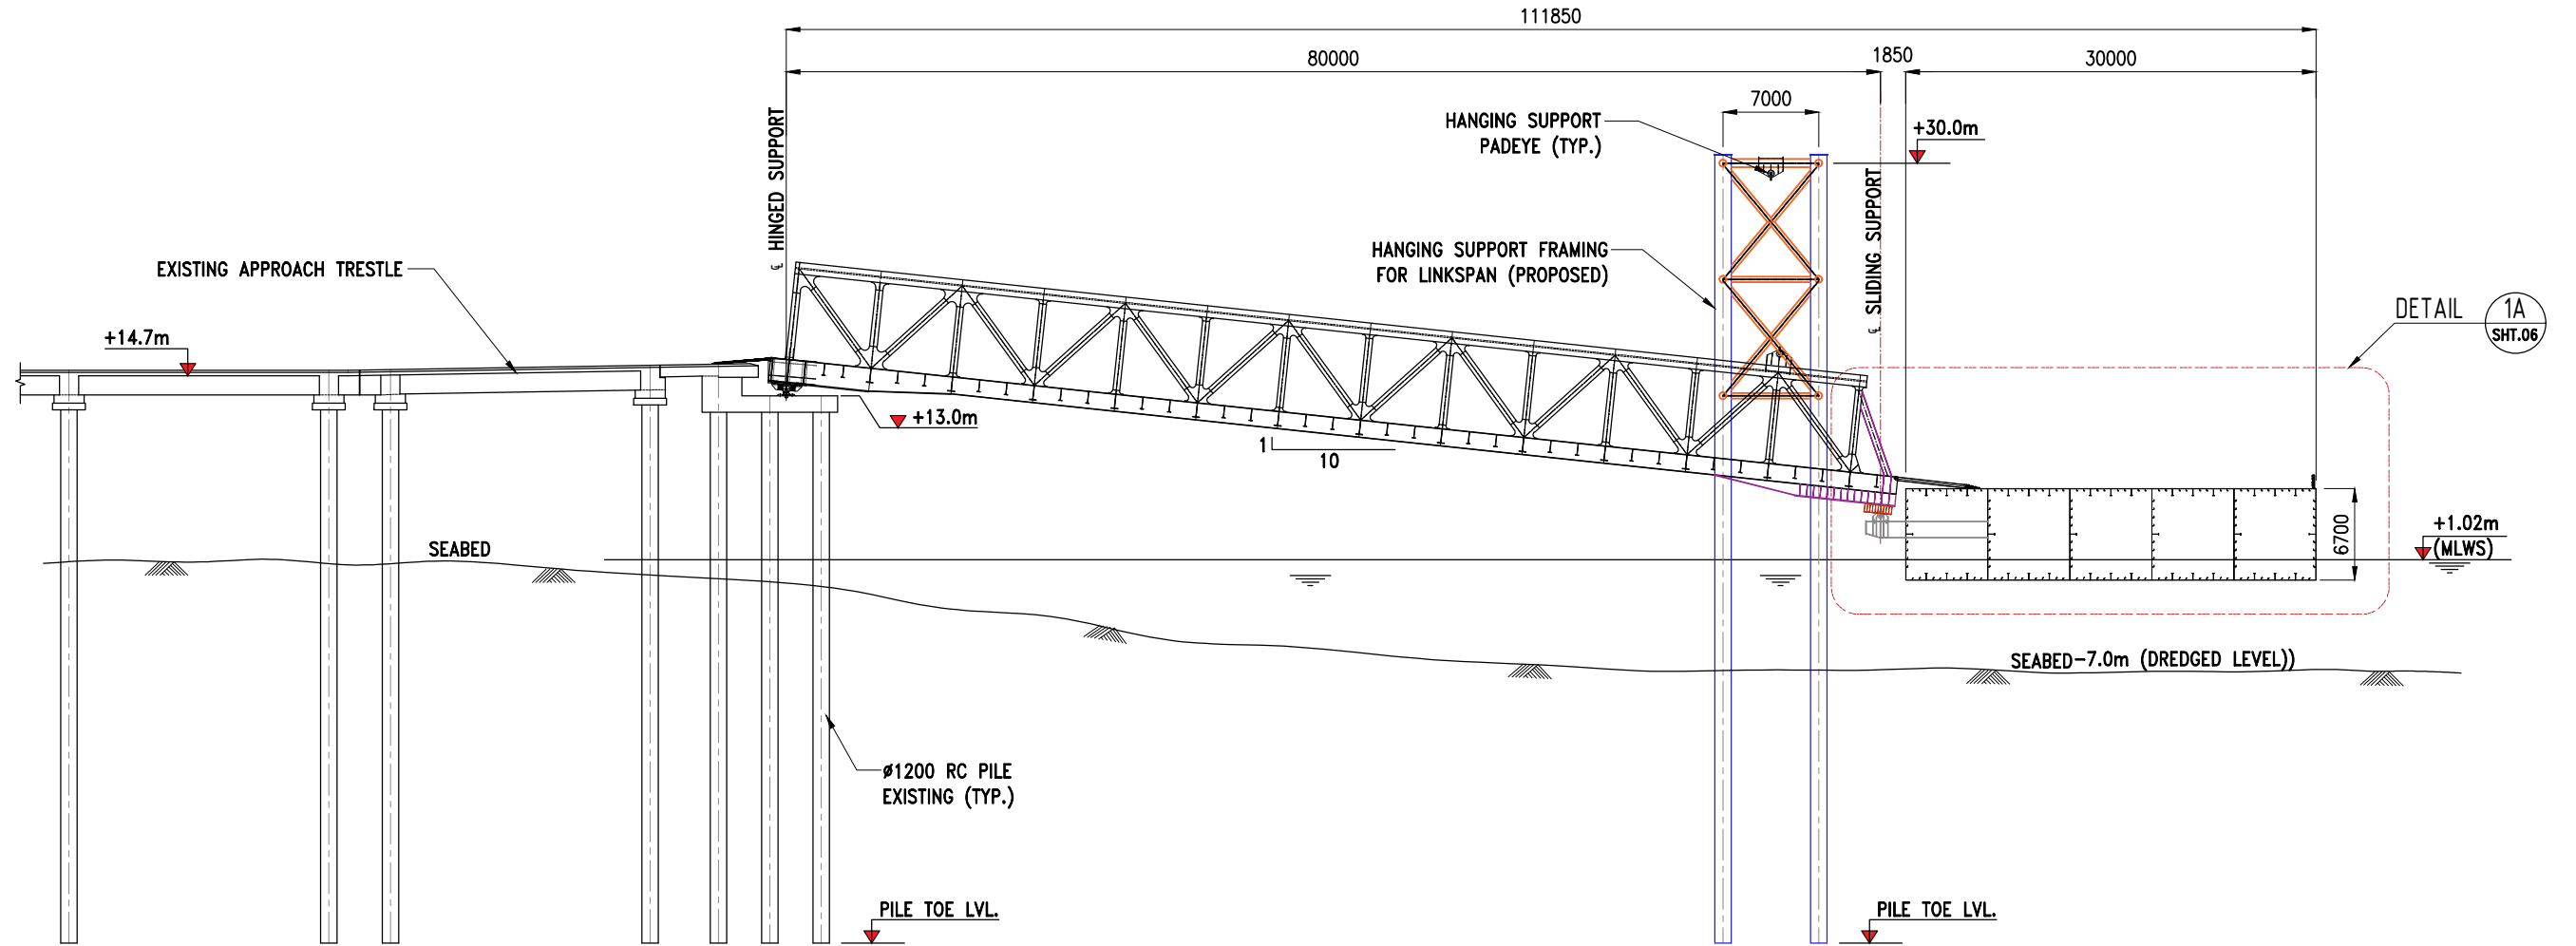 111850
80000
1850
30000
7000
HANGING SUPPORT
PADEYE (TYP.)
+30.0m
℄ HINGED SUPPORT
℄ SLIDING SUPPORT
HANGING SUPPORT FRAMING
FOR LINKSPAN (PROPOSED)
EXISTING APPROACH TRESTLE
DETAIL
1A
SHT.06
+14.7m
+13.0m
1
10
6700
+1.02m
(MLWS)
SEABED
SEABED-7.0m (DREDGED LEVEL))
ø1200 RC PILE
EXISTING (TYP.)
PILE TOE LVL.
PILE TOE LVL.